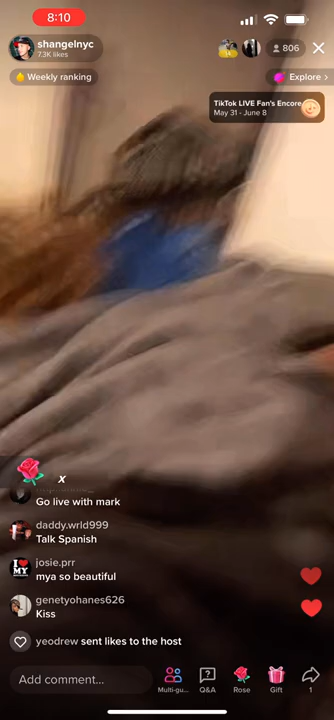 8:10
shangelnyc
7.3K likes
806
Weekly ranking
Explore >
TikTok LIVE Fan's Encore
May 31 - June 8
x
Go live with mark
daddy.wrld999
Talk Spanish
I ❤ MY
josie.prr
mya so beautiful
genetyohanes626
Kiss
yeodrew sent likes to the host
Add comment...
Multi-gu...
Q&A
Rose
Gift
1